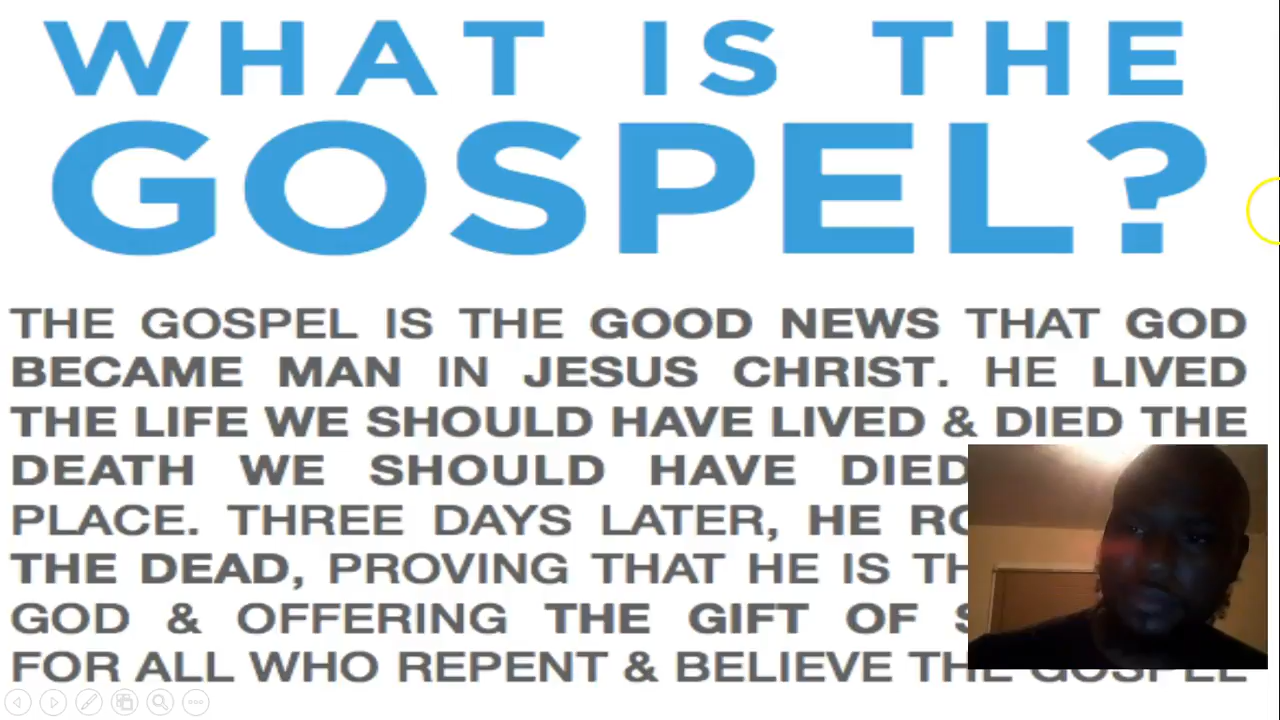 WHAT IS THE
GOSPEL?
THE GOSPEL IS THE GOOD NEWS THAT GOD
BECAME MAN IN JESUS CHRIST. HE LIVED
THE LIFE WE SHOULD HAVE LIVED & DIED THE
DEATH WE SHOULD HAVE DIED
PLACE. THREE DAYS LATER, HE
THE DEAD, PROVING THAT HE IS
GOD & OFFERING THE GIFT OF
FOR ALL WHO REPENT & BELIEVE THE GOSPEL